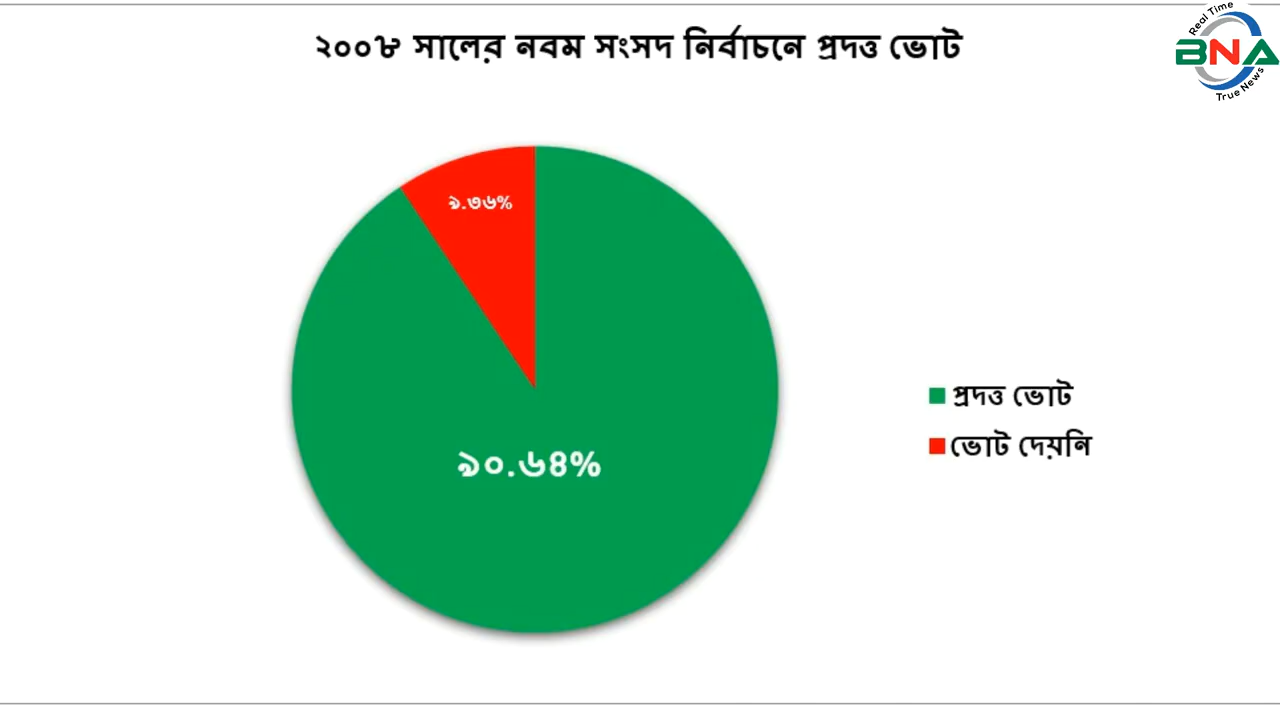 ২০০৮ সালের নবম সংসদ নির্বাচনে প্রদত্ত ভোট
Real Time
BNA
True News
৯.৩৬%
৯০.৬৪%
প্রদত্ত ভোট
ভোট দেয়নি